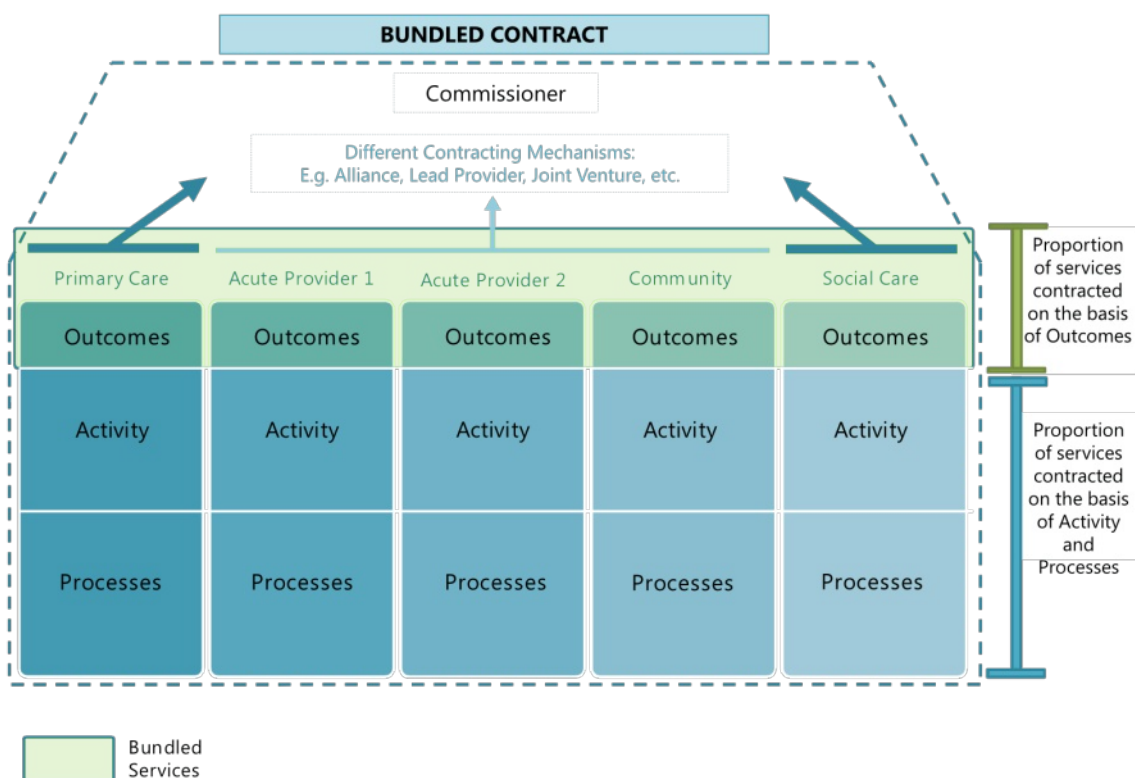 BUNDLED CONTRACT
Commissioner
Different Contracting Mechanisms:
E.g. Alliance, Lead Provider, Joint Venture, etc.
Primary Care
Acute Provider 1
Acute Provider 2
Community
Social Care
Outcomes
Outcomes
Outcomes
Outcomes
Outcomes
Activity
Activity
Activity
Activity
Activity
Processes
Processes
Processes
Processes
Processes
Proportion
of services
contracted
on the basis
of Outcomes
Proportion
of services
contracted
on the basis
of Activity
and
Processes
Bundled
Services